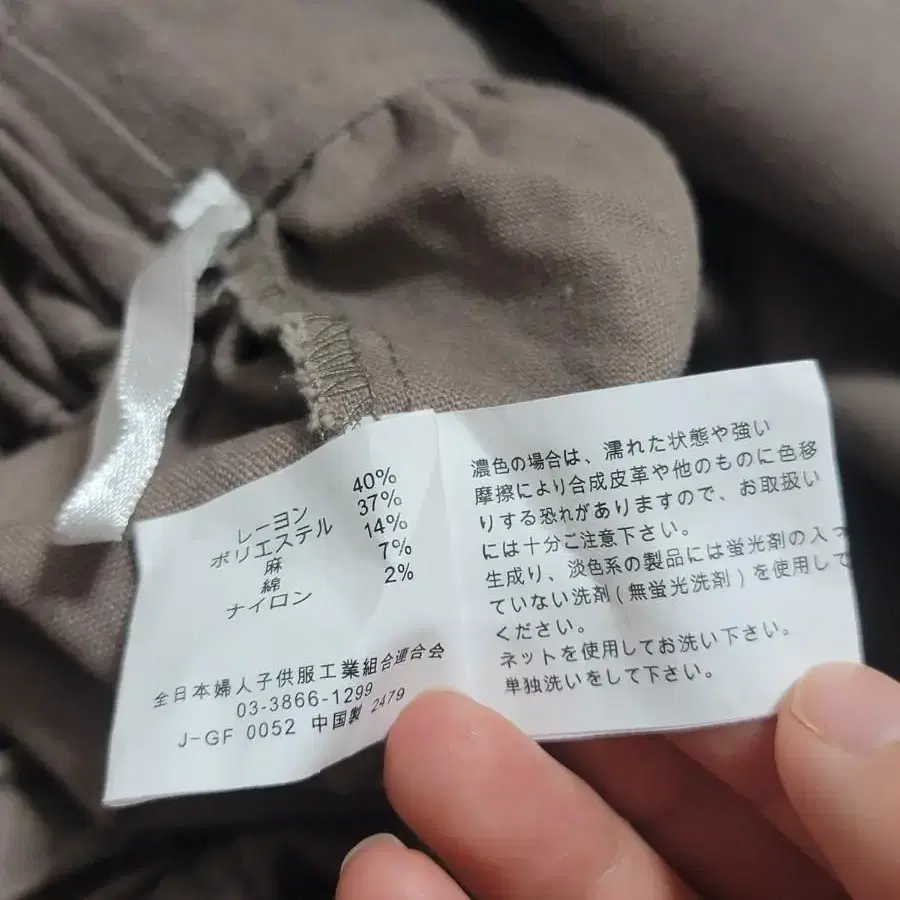 レーヨン 40%
ポリエステル 37%
麻 14%
綿 7%
ナイロン 2%
全日本婦人子供服工業組合連合会
03-3866-1299
J-GF 0052 中国製 2479
濃色の場合は、濡れた状態や強い
摩擦により合成皮革や他のものに色移
りする恐れがありますので、お取扱い
には十分ご注意下さい。
生成り、淡色系の製品には蛍光剤の入っ
ていない洗剤(無蛍光洗剤)を使用して
ください。
ネットを使用してお洗い下さい。
単独洗いをして下さい。